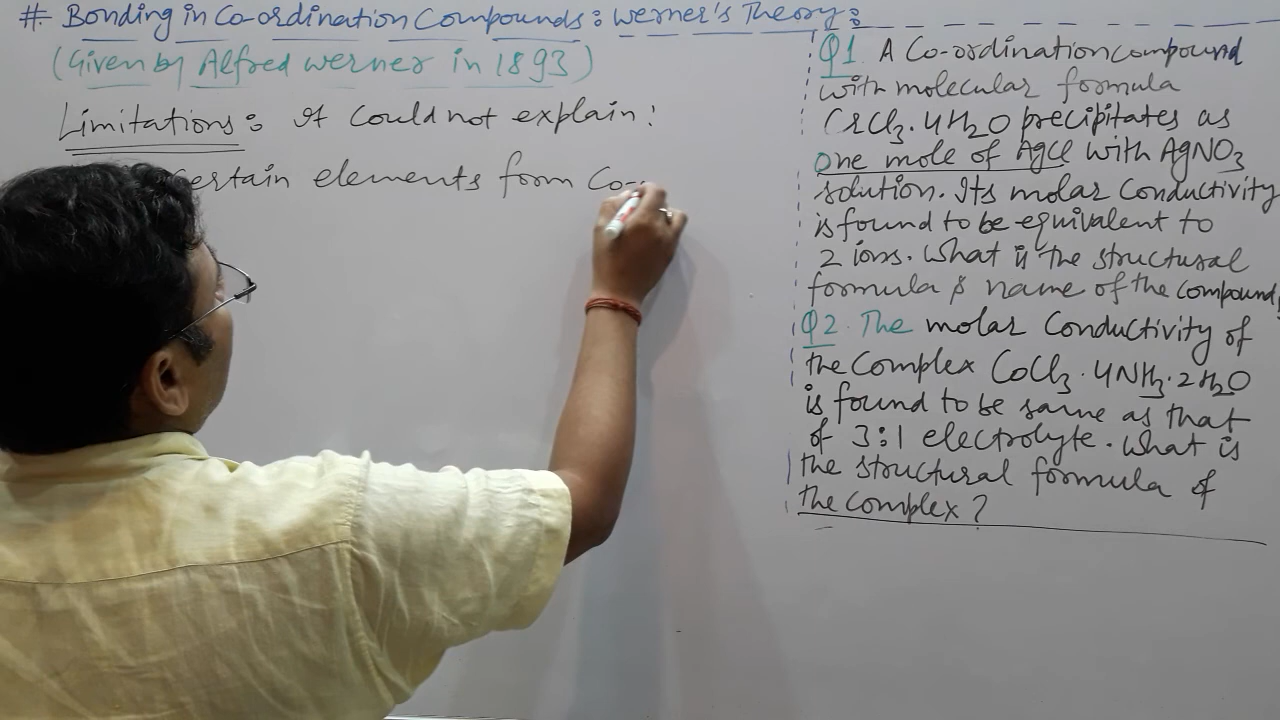 # Bonding in Co-ordination Compounds: Werner's Theory:
(Given by Alfred Werner in 1893)
Limitations: It Could not explain:
certain elements form Co
Q1. A Co-ordination compound
with molecular formula
CrCl3.4H2O precipitates as
one mole of AgCl with AgNO3
solution. Its molar Conductivity
is found to be equivalent to
2 ions. What is the structural
formula & name of the compound,
Q2. The molar Conductivity of
the Complex CoCl3.4NH3.2H2O
is found to be same as that
of 3:1 electrolyte. What is
the structural formula of
the complex?